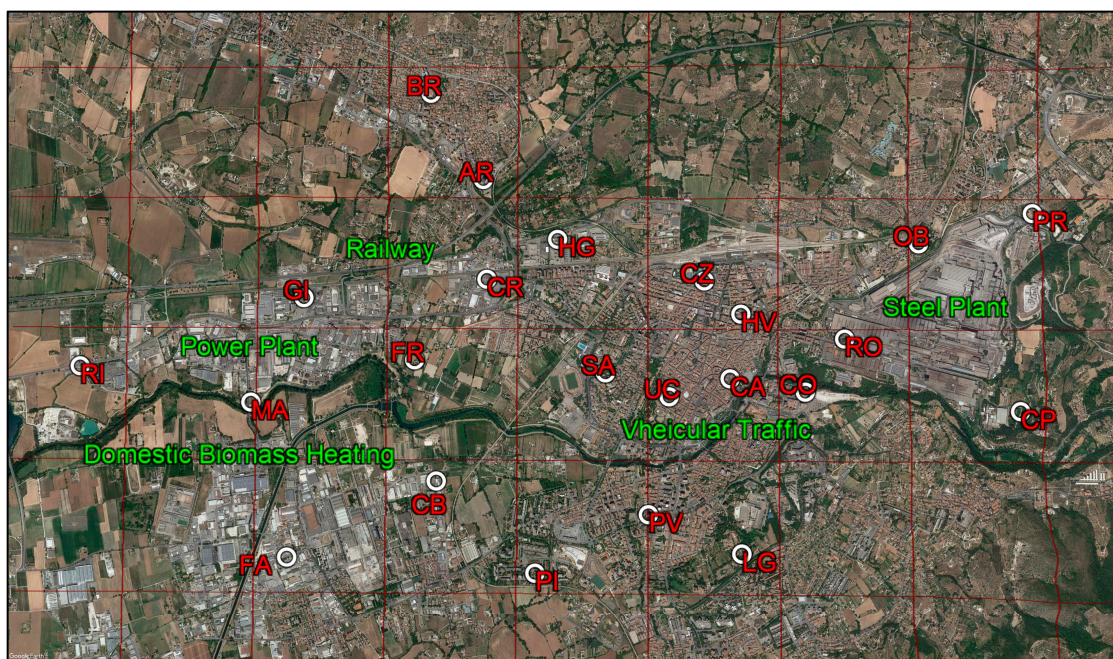 BR
AR
PR
HG
OB
Railway
CZ
CR
GI
Steel Plant
HV
Power Plant
RO
FR
SA
RI
CA
CO
UC
MA
CP
Vheicular Traffic
Domestic Biomass Heating
CB
PV
FA
LG
PI
Google Earth